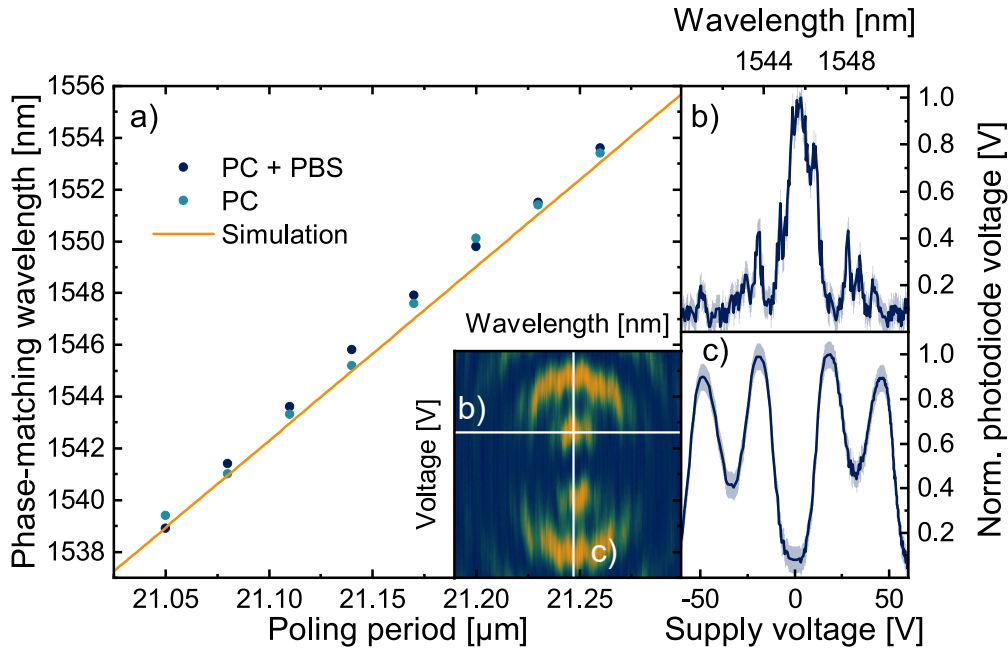 Wavelength [nm]
1544 1548
Phase-matching wavelength [nm]
1556
1554
1552
1550
1548
1546
1544
1542
1540
1538
a)
PC + PBS
PC
Simulation
21.05 21.10 21.15 21.20 21.25
Poling period [µm]
Wavelength [nm]
Voltage [V]
b)
c)
b)
1.0
0.8
0.6
0.4
0.2
c)
1.0
0.8
0.6
0.4
0.2
Norm. photodiode voltage [V]
-50 0 50
Supply voltage [V]